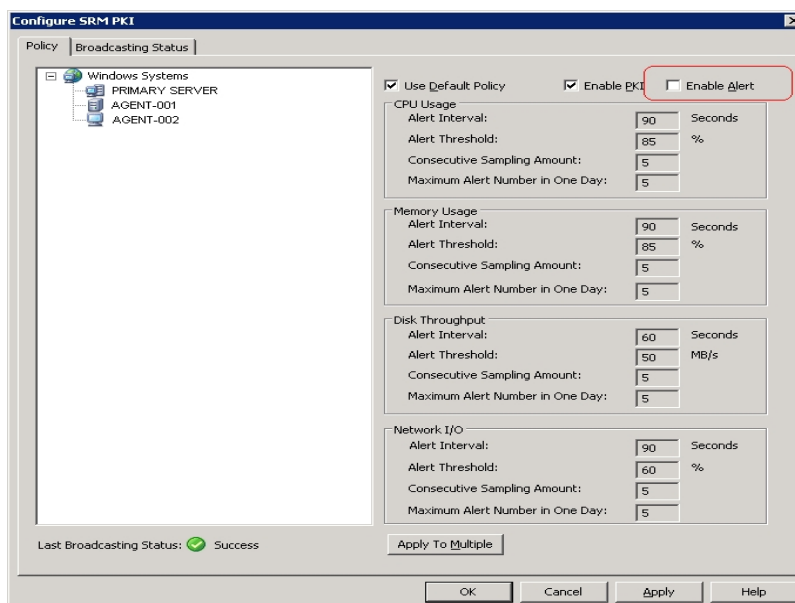 Configure SRM PKI
Policy Broadcasting Status
Windows Systems
PRIMARY SERVER
AGENT-001
AGENT-002
Use Default Policy Enable PKI Enable Alert
CPU Usage
Alert Interval: 90 Seconds
Alert Threshold: 85 %
Consecutive Sampling Amount: 5
Maximum Alert Number in One Day: 5
Memory Usage
Alert Interval: 90 Seconds
Alert Threshold: 85 %
Consecutive Sampling Amount: 5
Maximum Alert Number in One Day: 5
Disk Throughput
Alert Interval: 60 Seconds
Alert Threshold: 50 MB/s
Consecutive Sampling Amount: 5
Maximum Alert Number in One Day: 5
Network I/O
Alert Interval: 90 Seconds
Alert Threshold: 60 %
Consecutive Sampling Amount: 5
Maximum Alert Number in One Day: 5
Last Broadcasting Status: Success
Apply To Multiple
OK Cancel Apply Help